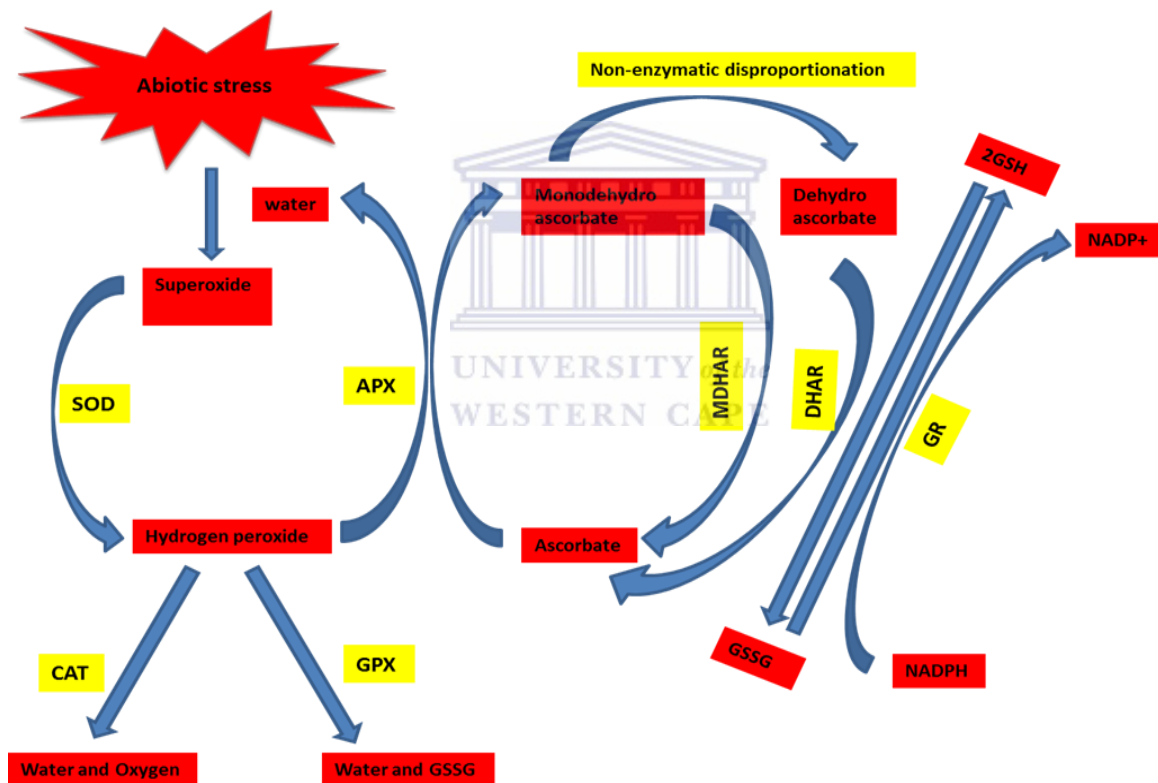 Abiotic stress
Non-enzymatic disproportionation
water
Monodehydro
ascorbate
Dehydro
ascorbate
2GSH
NADP+
Superoxide
SOD
APX
MDHAR
DHAR
GR
UNIVERSITY of the
WESTERN CAPE
Hydrogen peroxide
Ascorbate
GSSG
NADPH
CAT
GPX
Water and Oxygen
Water and GSSG